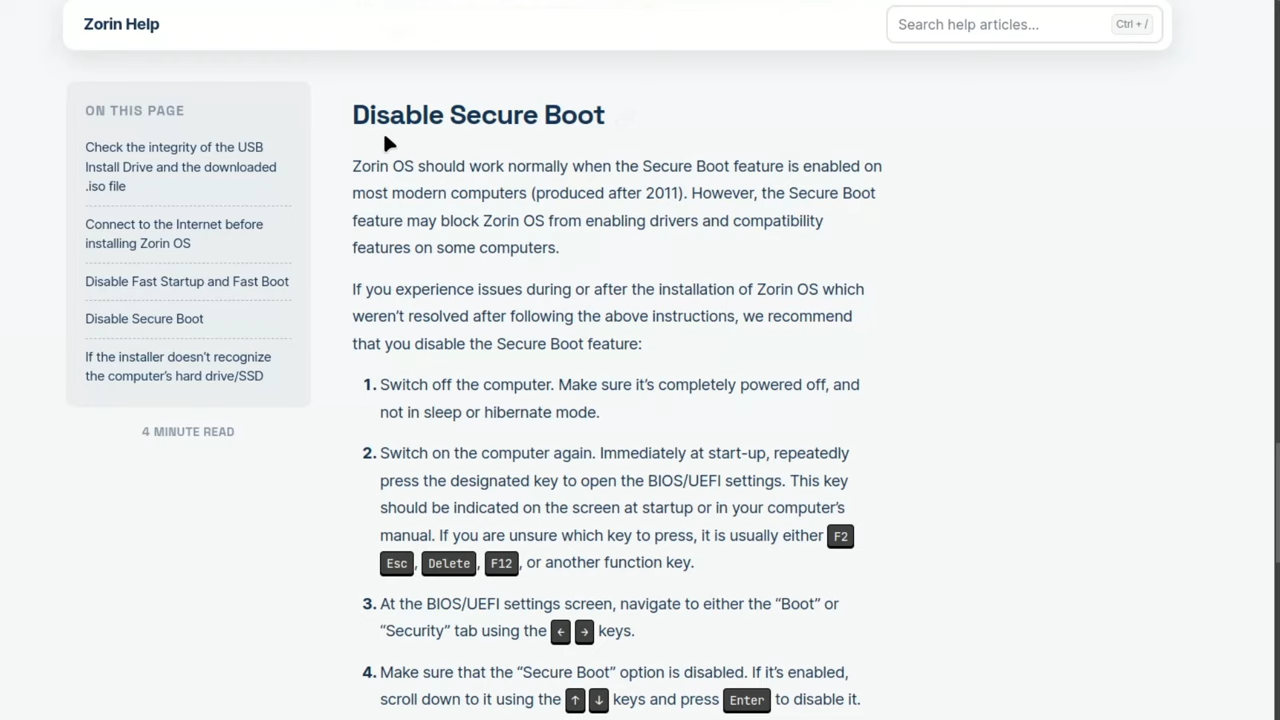 Zorin Help
Search help articles...
Ctrl + /
ON THIS PAGE
Check the integrity of the USB
Install Drive and the downloaded
.iso file
Connect to the Internet before
installing Zorin OS
Disable Fast Startup and Fast Boot
Disable Secure Boot
If the installer doesn’t recognize
the computer’s hard drive/SSD
4 MINUTE READ
Disable Secure Boot
Zorin OS should work normally when the Secure Boot feature is enabled on
most modern computers (produced after 2011). However, the Secure Boot
feature may block Zorin OS from enabling drivers and compatibility
features on some computers.
If you experience issues during or after the installation of Zorin OS which
weren’t resolved after following the above instructions, we recommend
that you disable the Secure Boot feature:
1. Switch off the computer. Make sure it’s completely powered off, and
not in sleep or hibernate mode.
2. Switch on the computer again. Immediately at start-up, repeatedly
press the designated key to open the BIOS/UEFI settings. This key
should be indicated on the screen at startup or in your computer’s
manual. If you are unsure which key to press, it is usually either F2
Esc, Delete, F12, or another function key.
3. At the BIOS/UEFI settings screen, navigate to either the “Boot” or
“Security” tab using the ← → keys.
4. Make sure that the “Secure Boot” option is disabled. If it’s enabled,
scroll down to it using the ↑ ↓ keys and press Enter to disable it.